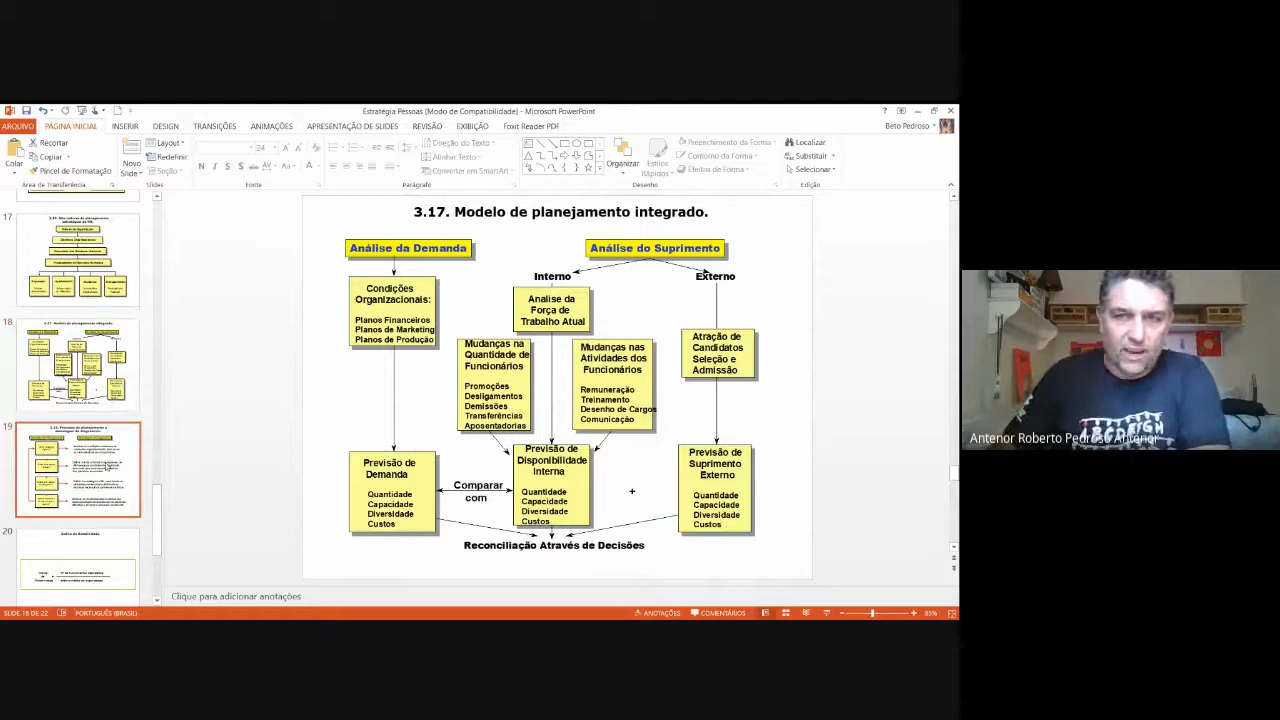 Estratégia Pessoas [Modo de Compatibilidade] - Microsoft PowerPoint
ARQUIVO
PÁGINA INICIAL
INSERIR
DESIGN
TRANSIÇÕES
ANIMAÇÕES
APRESENTAÇÃO DE SLIDES
REVISÃO
EXIBIÇÃO
Foxit Reader PDF
Beto Pedroso
Colar
Recortar
Copiar
Pincel de Formatação
Área de Transferência
Novo
Slide
Layout
Redefinir
Seção
Slides
24
Fonte
Direção do Texto
Alinhar Texto
Converter em SmartArt
Parágrafo
Organizar
Estilos
Rápidos
Preenchimento da Forma
Contorno da Forma
Efeitos de Forma
Desenho
Localizar
Substituir
Selecionar
Edição
17
18
19
20
3.17. Modelo de planejamento integrado.
Análise da Demanda
Análise do Suprimento
Interno
Externo
Condições
Organizacionais:
Planos Financeiros
Planos de Marketing
Planos de Produção
Analise da
Força de
Trabalho Atual
Mudanças na
Quantidade de
Funcionários
Promoções
Desligamentos
Demissões
Transferências
Aposentadorias
Mudanças nas
Atividades dos
Funcionários
Remuneração
Treinamento
Desenho de Cargos
Comunicação
Atração de
Candidatos
Seleção e
Admissão
Previsão de
Demanda
Quantidade
Capacidade
Diversidade
Custos
Comparar
com
Previsão de
Disponibilidade
Interna
Quantidade
Capacidade
Diversidade
Custos
+
Previsão de
Suprimento
Externo
Quantidade
Capacidade
Diversidade
Custos
Reconciliação Através de Decisões
Clique para adicionar anotações
SLIDE 18 DE 22
PORTUGUÊS (BRASIL)
ANOTAÇÕES
COMENTÁRIOS
85%
Antenor Roberto Pedroso Antenor